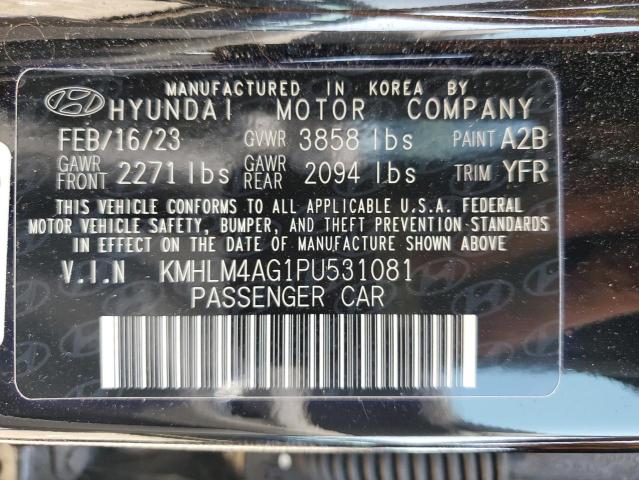 MANUFACTURED IN KOREA BY
HYUNDAI MOTOR COMPANY
FEB/16/23 GVWR 3858 lbs PAINT A2B
GAWR FRONT 2271 lbs GAWR REAR 2094 lbs TRIM YFR
THIS VEHICLE CONFORMS TO ALL APPLICABLE U.S.A. FEDERAL
MOTOR VEHICLE SAFETY, BUMPER, AND THEFT PREVENTION STANDARDS
IN EFFECT ON THE DATE OF MANUFACTURE SHOWN ABOVE.
V.I.N KMHLM4AG1PU531081
PASSENGER CAR